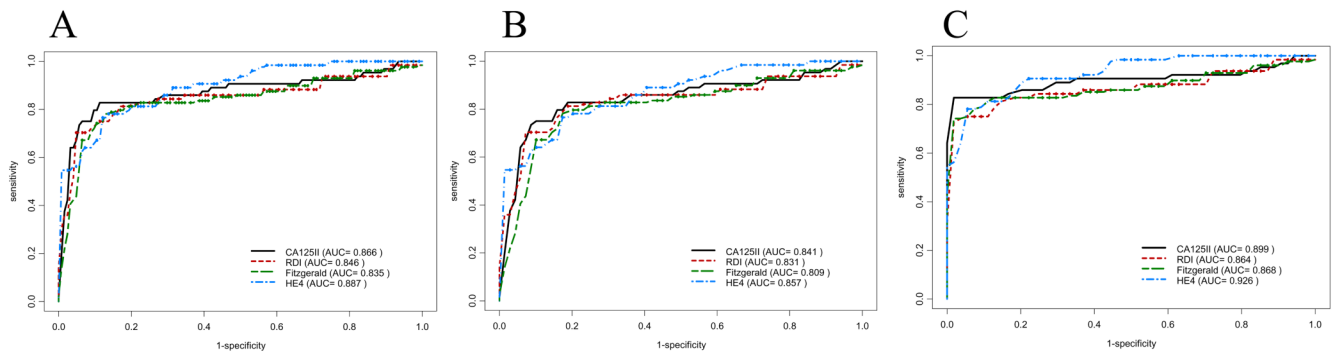 A
1.0
0.8
0.6
0.4
0.2
0.0
sensitivity
CA125II (AUC= 0.866 )
RDI (AUC= 0.846 )
Fitzgerald (AUC= 0.835 )
HE4 (AUC= 0.887 )
0.0 0.2 0.4 0.6 0.8 1.0
1-specificity
B
1.0
0.8
0.6
0.4
0.2
0.0
sensitivity
CA125II (AUC= 0.841 )
RDI (AUC= 0.831 )
Fitzgerald (AUC= 0.809 )
HE4 (AUC= 0.857 )
0.0 0.2 0.4 0.6 0.8 1.0
1-specificity
C
1.0
0.8
0.6
0.4
0.2
0.0
sensitivity
CA125II (AUC= 0.899 )
RDI (AUC= 0.864 )
Fitzgerald (AUC= 0.868 )
HE4 (AUC= 0.926 )
0.0 0.2 0.4 0.6 0.8 1.0
1-specificity